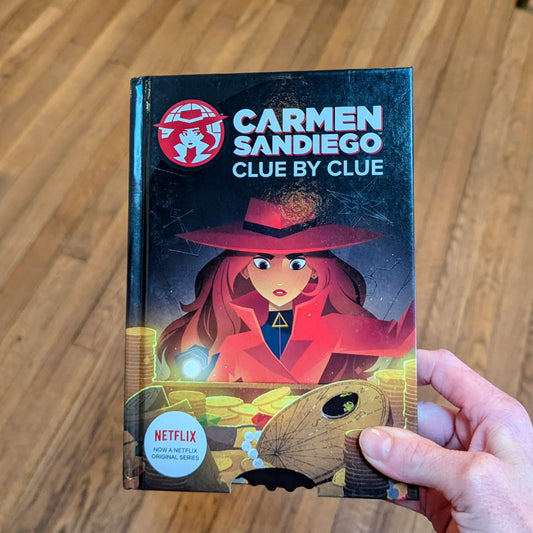 CARMEN
SANDIEGO
CLUE BY CLUE
NETFLIX
NOW A NETFLIX
ORIGINAL SERIES